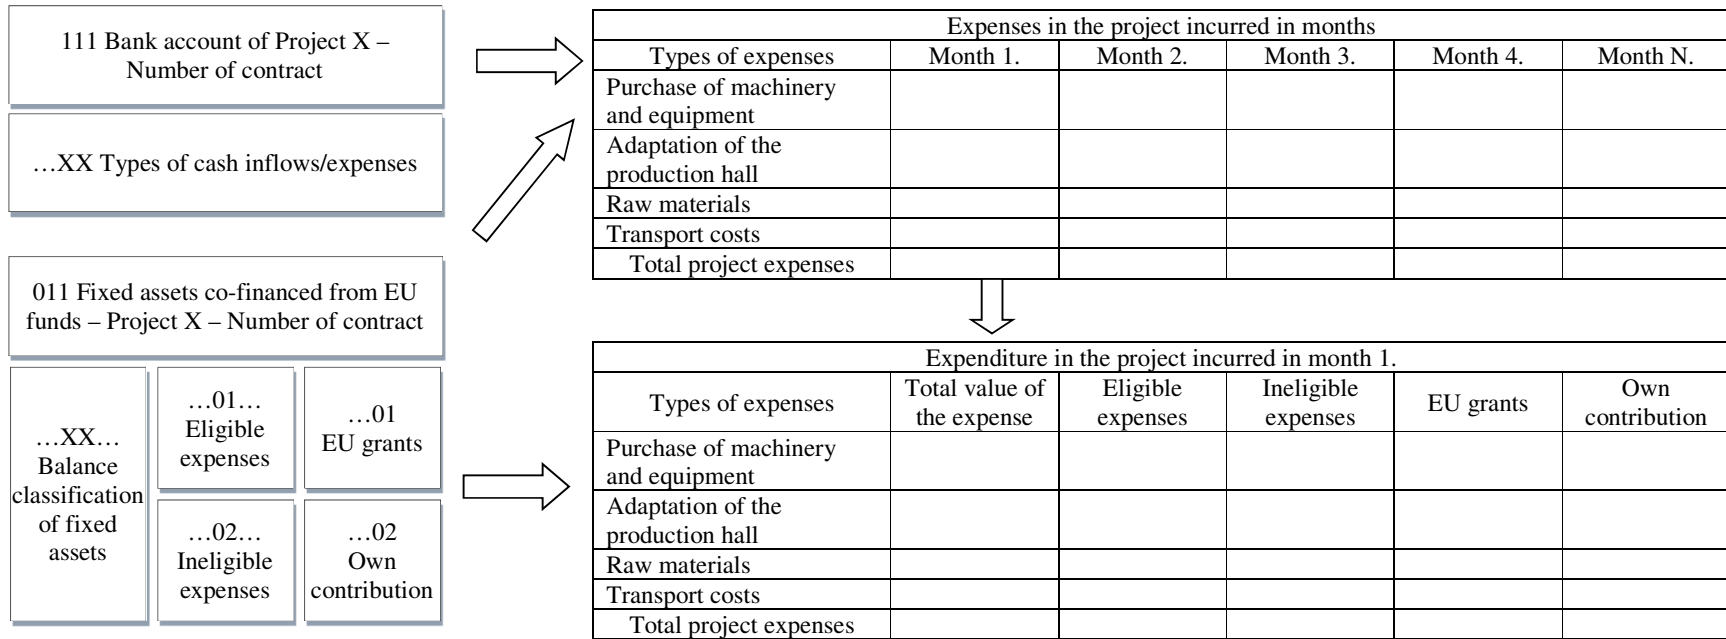 111 Bank account of Project X –
Number of contract
…XX Types of cash inflows/expenses
011 Fixed assets co-financed from EU
funds – Project X – Number of contract
…XX…
Balance
classification
of fixed
assets
…01…
Eligible
expenses
…01
EU grants
…02…
Ineligible
expenses
…02
Own
contribution
Expenses in the project incurred in months
Types of expenses Month 1. Month 2. Month 3. Month 4. Month N.
Purchase of machinery
and equipment
Adaptation of the
production hall
Raw materials
Transport costs
Total project expenses
Expenditure in the project incurred in month 1.
Types of expenses
Total value of
the expense
Eligible
expenses
Ineligible
expenses
EU grants
Own
contribution
Purchase of machinery
and equipment
Adaptation of the
production hall
Raw materials
Transport costs
Total project expenses